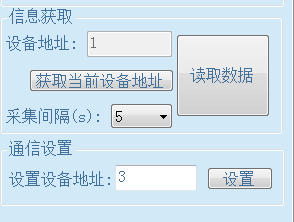 信息获取
设备地址: 1
获取当前设备地址
读取数据
采集间隔(s): 5
通信设置
设置设备地址: 3 设置